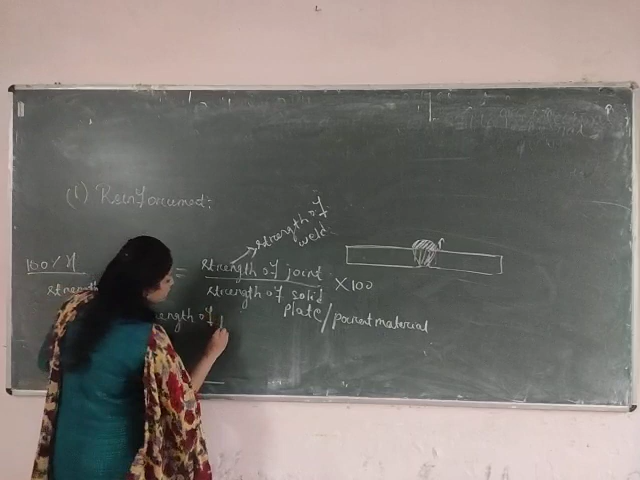 (1) Reinforcement:
strength of
weld
100% η = strength of joint
strength of solid × 100
plate/parent material
strength of